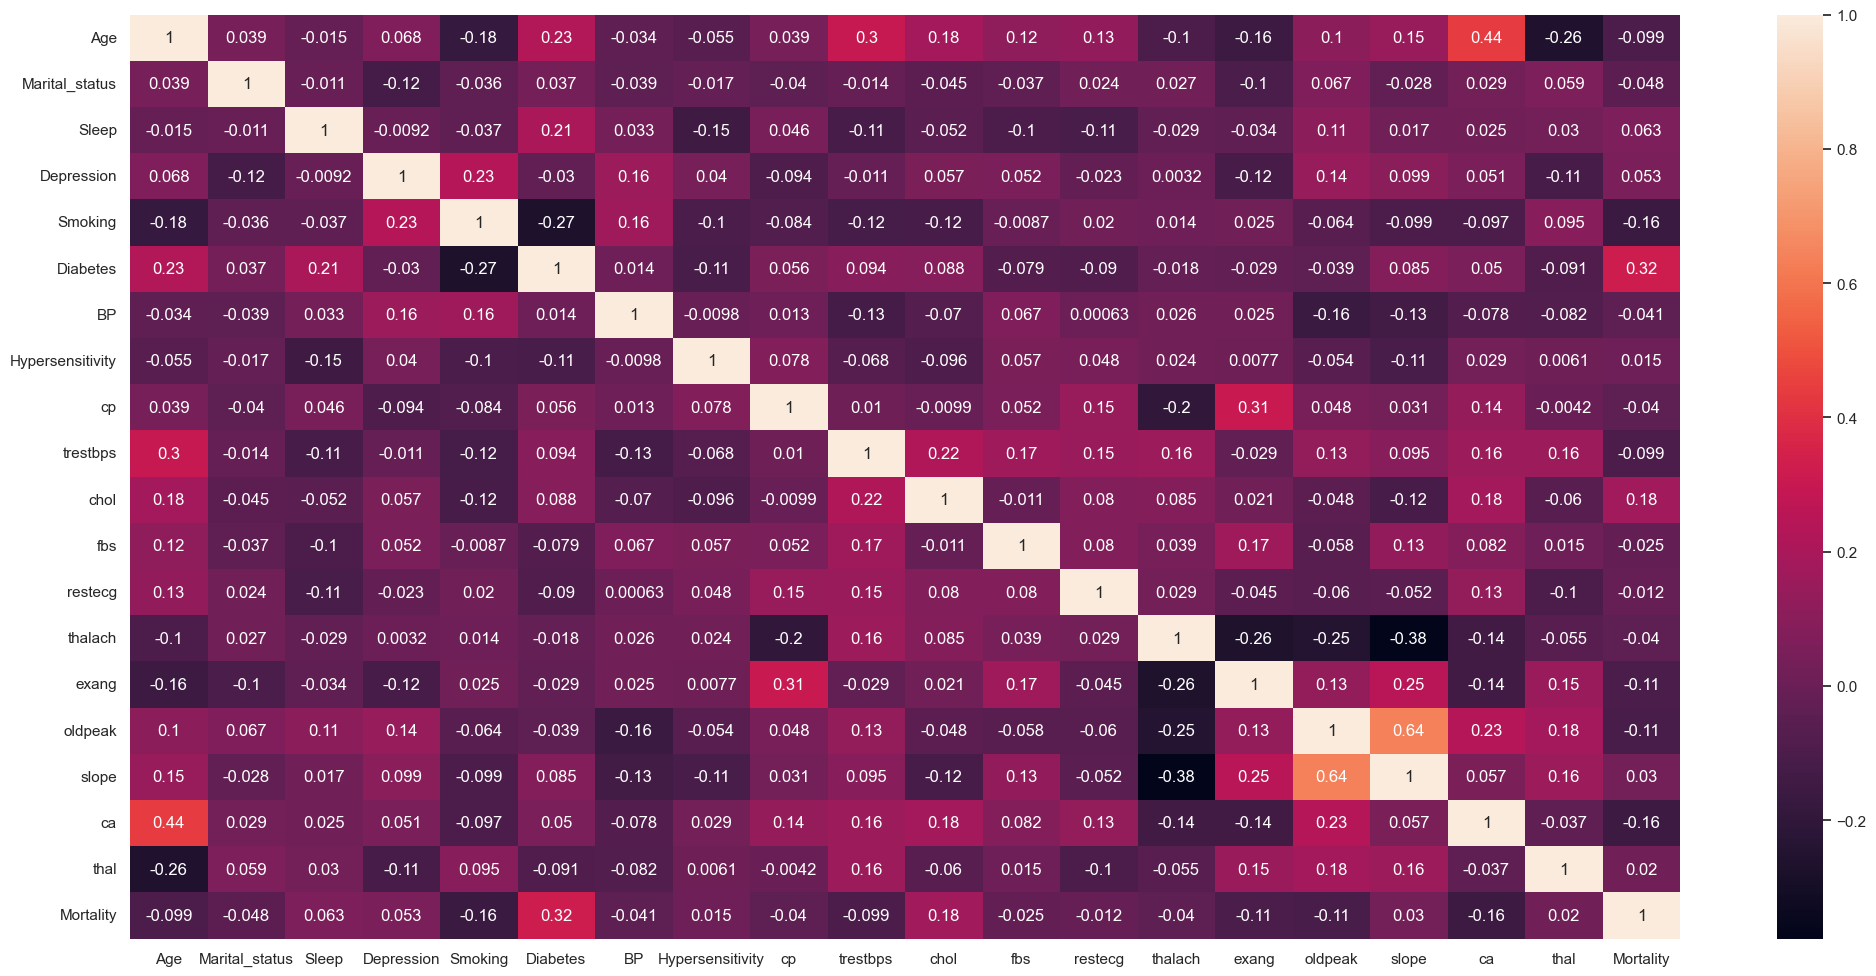 Age 1 0.039 -0.015 0.068 -0.18 0.23 -0.034 -0.055 0.039 0.3 0.18 0.12 0.13 -0.1 -0.16 0.1 0.15 0.44 -0.26 -0.099 1.0
Marital_status 0.039 1 -0.011 -0.12 -0.036 0.037 -0.039 -0.017 -0.04 -0.014 -0.045 -0.037 0.024 0.027 -0.1 0.067 -0.028 0.029 0.059 -0.048
Sleep -0.015 -0.011 1 -0.0092 -0.037 0.21 0.033 -0.15 0.046 -0.11 -0.052 -0.1 -0.11 -0.029 -0.034 0.11 0.017 0.025 0.03 0.063
0.8
Depression 0.068 -0.12 -0.0092 1 0.23 -0.03 0.16 0.04 -0.094 -0.011 0.057 0.052 -0.023 0.0032 -0.12 0.14 0.099 0.051 -0.11 0.053
Smoking -0.18 -0.036 -0.037 0.23 1 -0.27 0.16 -0.1 -0.084 -0.12 -0.12 -0.0087 0.02 0.014 0.025 -0.064 -0.099 -0.097 0.095 -0.16
Diabetes 0.23 0.037 0.21 -0.03 -0.27 1 0.014 -0.11 0.056 0.094 0.088 -0.079 -0.09 -0.018 -0.029 -0.039 0.085 0.05 -0.091 0.32
0.6
BP -0.034 -0.039 0.033 0.16 0.16 0.014 1 -0.0098 0.013 -0.13 -0.07 0.067 0.00063 0.026 0.025 -0.16 -0.13 -0.078 -0.082 -0.041
Hypersensitivity -0.055 -0.017 -0.15 0.04 -0.1 -0.11 -0.0098 1 0.078 -0.068 -0.096 0.057 0.048 0.024 0.0077 -0.054 -0.11 0.029 0.0061 0.015
cp 0.039 -0.04 0.046 -0.094 -0.084 0.056 0.013 0.078 1 0.01 -0.0099 0.052 0.15 -0.2 0.31 0.048 0.031 0.14 -0.0042 -0.04
0.4
trestbps 0.3 -0.014 -0.11 -0.011 -0.12 0.094 -0.13 -0.068 0.01 1 0.22 0.17 0.15 0.16 -0.029 0.13 0.095 0.16 0.16 -0.099
chol 0.18 -0.045 -0.052 0.057 -0.12 0.088 -0.07 -0.096 -0.0099 0.22 1 -0.011 0.08 0.085 0.021 -0.048 -0.12 0.18 -0.06 0.18
fbs 0.12 -0.037 -0.1 0.052 -0.0087 -0.079 0.067 0.057 0.052 0.17 -0.011 1 0.08 0.039 0.17 -0.058 0.13 0.082 0.015 -0.025
0.2
restecg 0.13 0.024 -0.11 -0.023 0.02 -0.09 0.00063 0.048 0.15 0.15 0.08 0.08 1 0.029 -0.045 -0.06 -0.052 0.13 -0.1 -0.012
thalach -0.1 0.027 -0.029 0.0032 0.014 -0.018 0.026 0.024 -0.2 0.16 0.085 0.039 0.029 1 -0.26 -0.25 -0.38 -0.14 -0.055 -0.04
exang -0.16 -0.1 -0.034 -0.12 0.025 -0.029 0.025 0.0077 0.31 -0.029 0.021 0.17 -0.045 -0.26 1 0.13 0.25 -0.14 0.15 -0.11 0.0
oldpeak 0.1 0.067 0.11 0.14 -0.064 -0.039 -0.16 -0.054 0.048 0.13 -0.048 -0.058 -0.06 -0.25 0.13 1 0.64 0.23 0.18 -0.11
slope 0.15 -0.028 0.017 0.099 -0.099 0.085 -0.13 -0.11 0.031 0.095 -0.12 0.13 -0.052 -0.38 0.25 0.64 1 0.057 0.16 0.03
ca 0.44 0.029 0.025 0.051 -0.097 0.05 -0.078 0.029 0.14 0.16 0.18 0.082 0.13 -0.14 -0.14 0.23 0.057 1 -0.037 -0.16 −0.2
thal -0.26 0.059 0.03 -0.11 0.095 -0.091 -0.082 0.0061 -0.0042 0.16 -0.06 0.015 -0.1 -0.055 0.15 0.18 0.16 -0.037 1 0.02
Mortality -0.099 -0.048 0.063 0.053 -0.16 0.32 -0.041 0.015 -0.04 -0.099 0.18 -0.025 -0.012 -0.04 -0.11 -0.11 0.03 -0.16 0.02 1
Age Marital_status Sleep Depression Smoking Diabetes BP Hypersensitivity cp trestbps chol fbs restecg thalach exang oldpeak slope ca thal Mortality